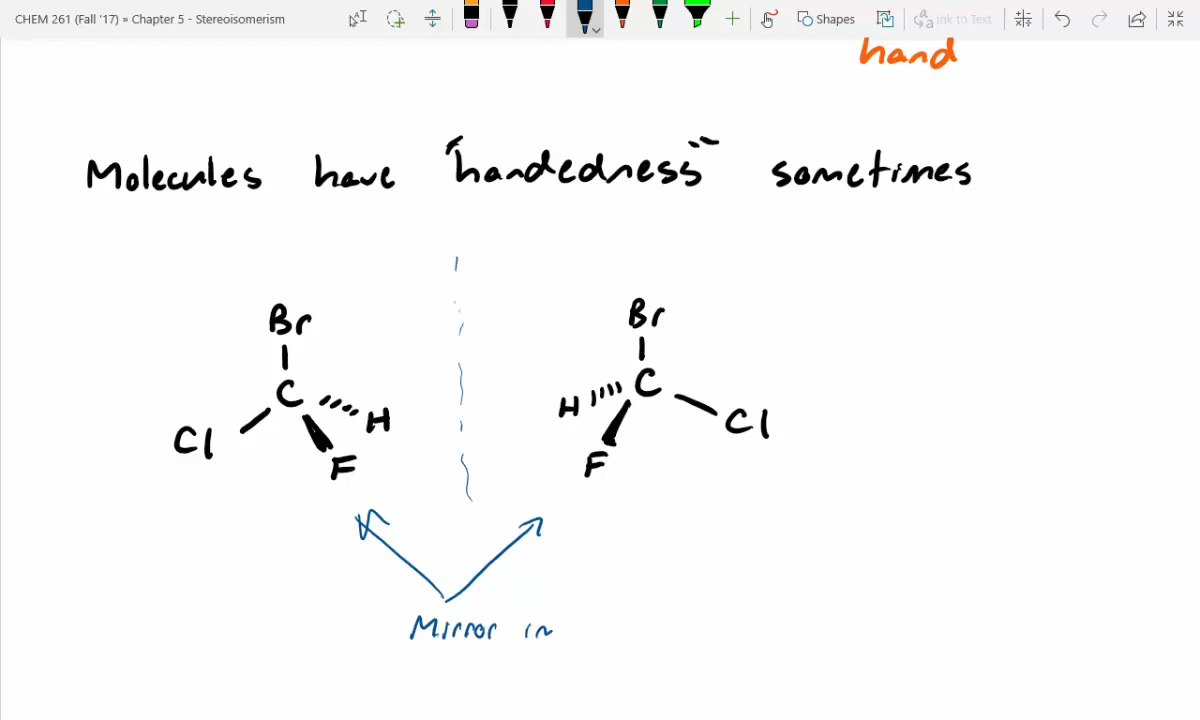 CHEM 261 (Fall '17) » Chapter 5 - Stereoisomerism
Shapes
Ink to Text
hand
Molecules have "handedness" sometimes
Br Br
C C
Cl H H Cl
F F
Mirror im